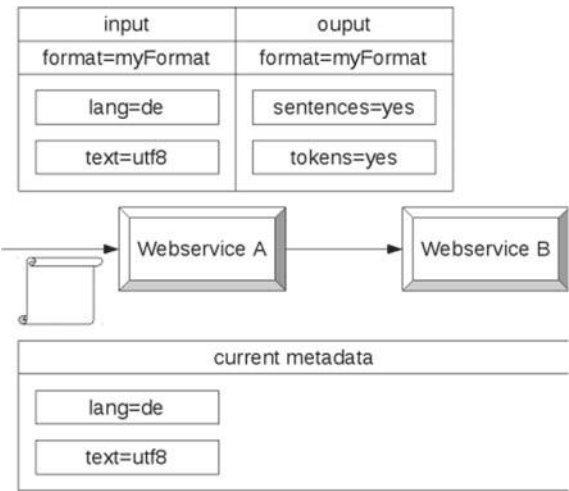 input ouput
format=myFormat format=myFormat
lang=de sentences=yes
text=utf8 tokens=yes
Webservice A Webservice B
current metadata
lang=de
text=utf8